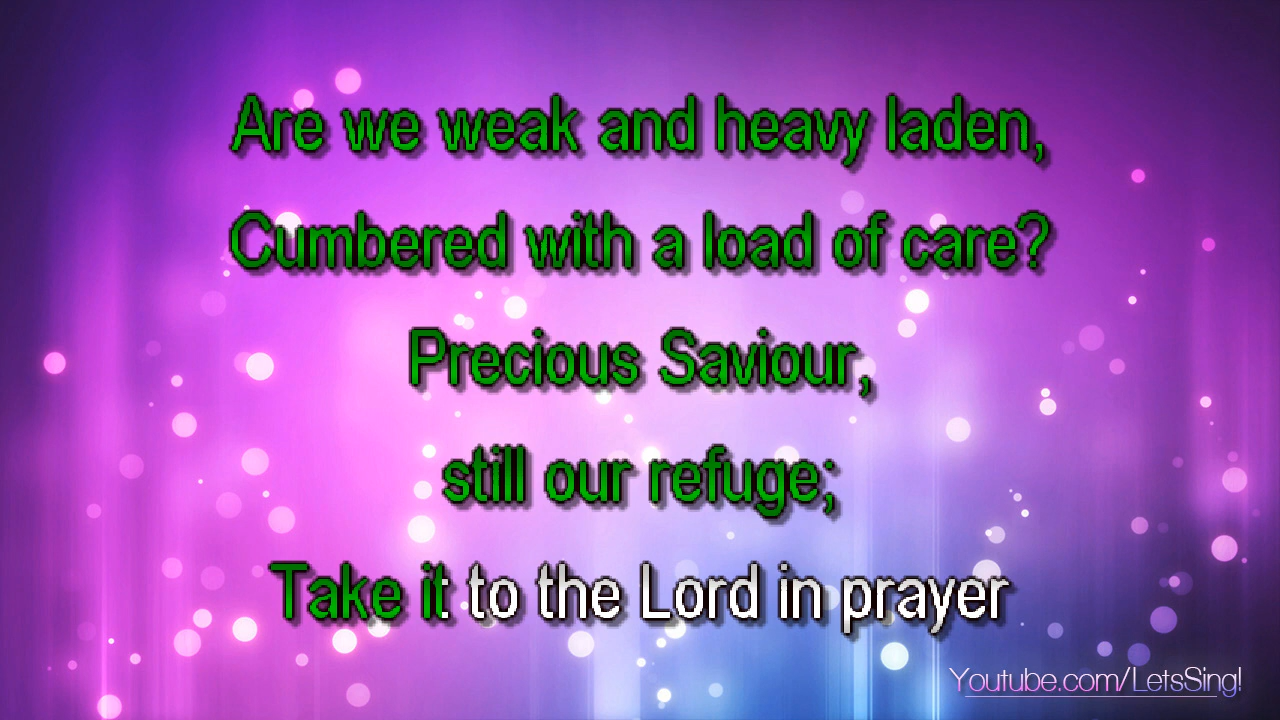 Are we weak and heavy laden,
Cumbered with a load of care?
Precious Saviour,
still our refuge;
Take it to the Lord in prayer
Youtube.com/LetsSing!